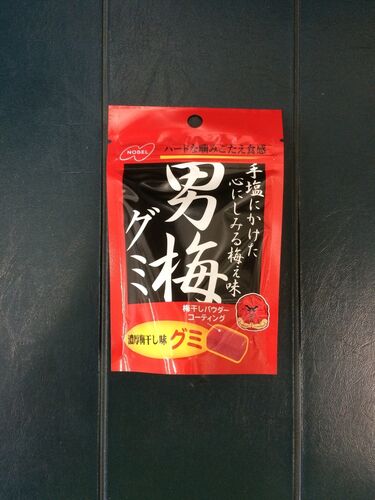 NOBEL
ハードな噛みごたえ食感
手塩にかけた
心にしみる梅ぇ味
男梅
グミ
梅干しパウダー
コーティング
濃厚梅干し味 グミ